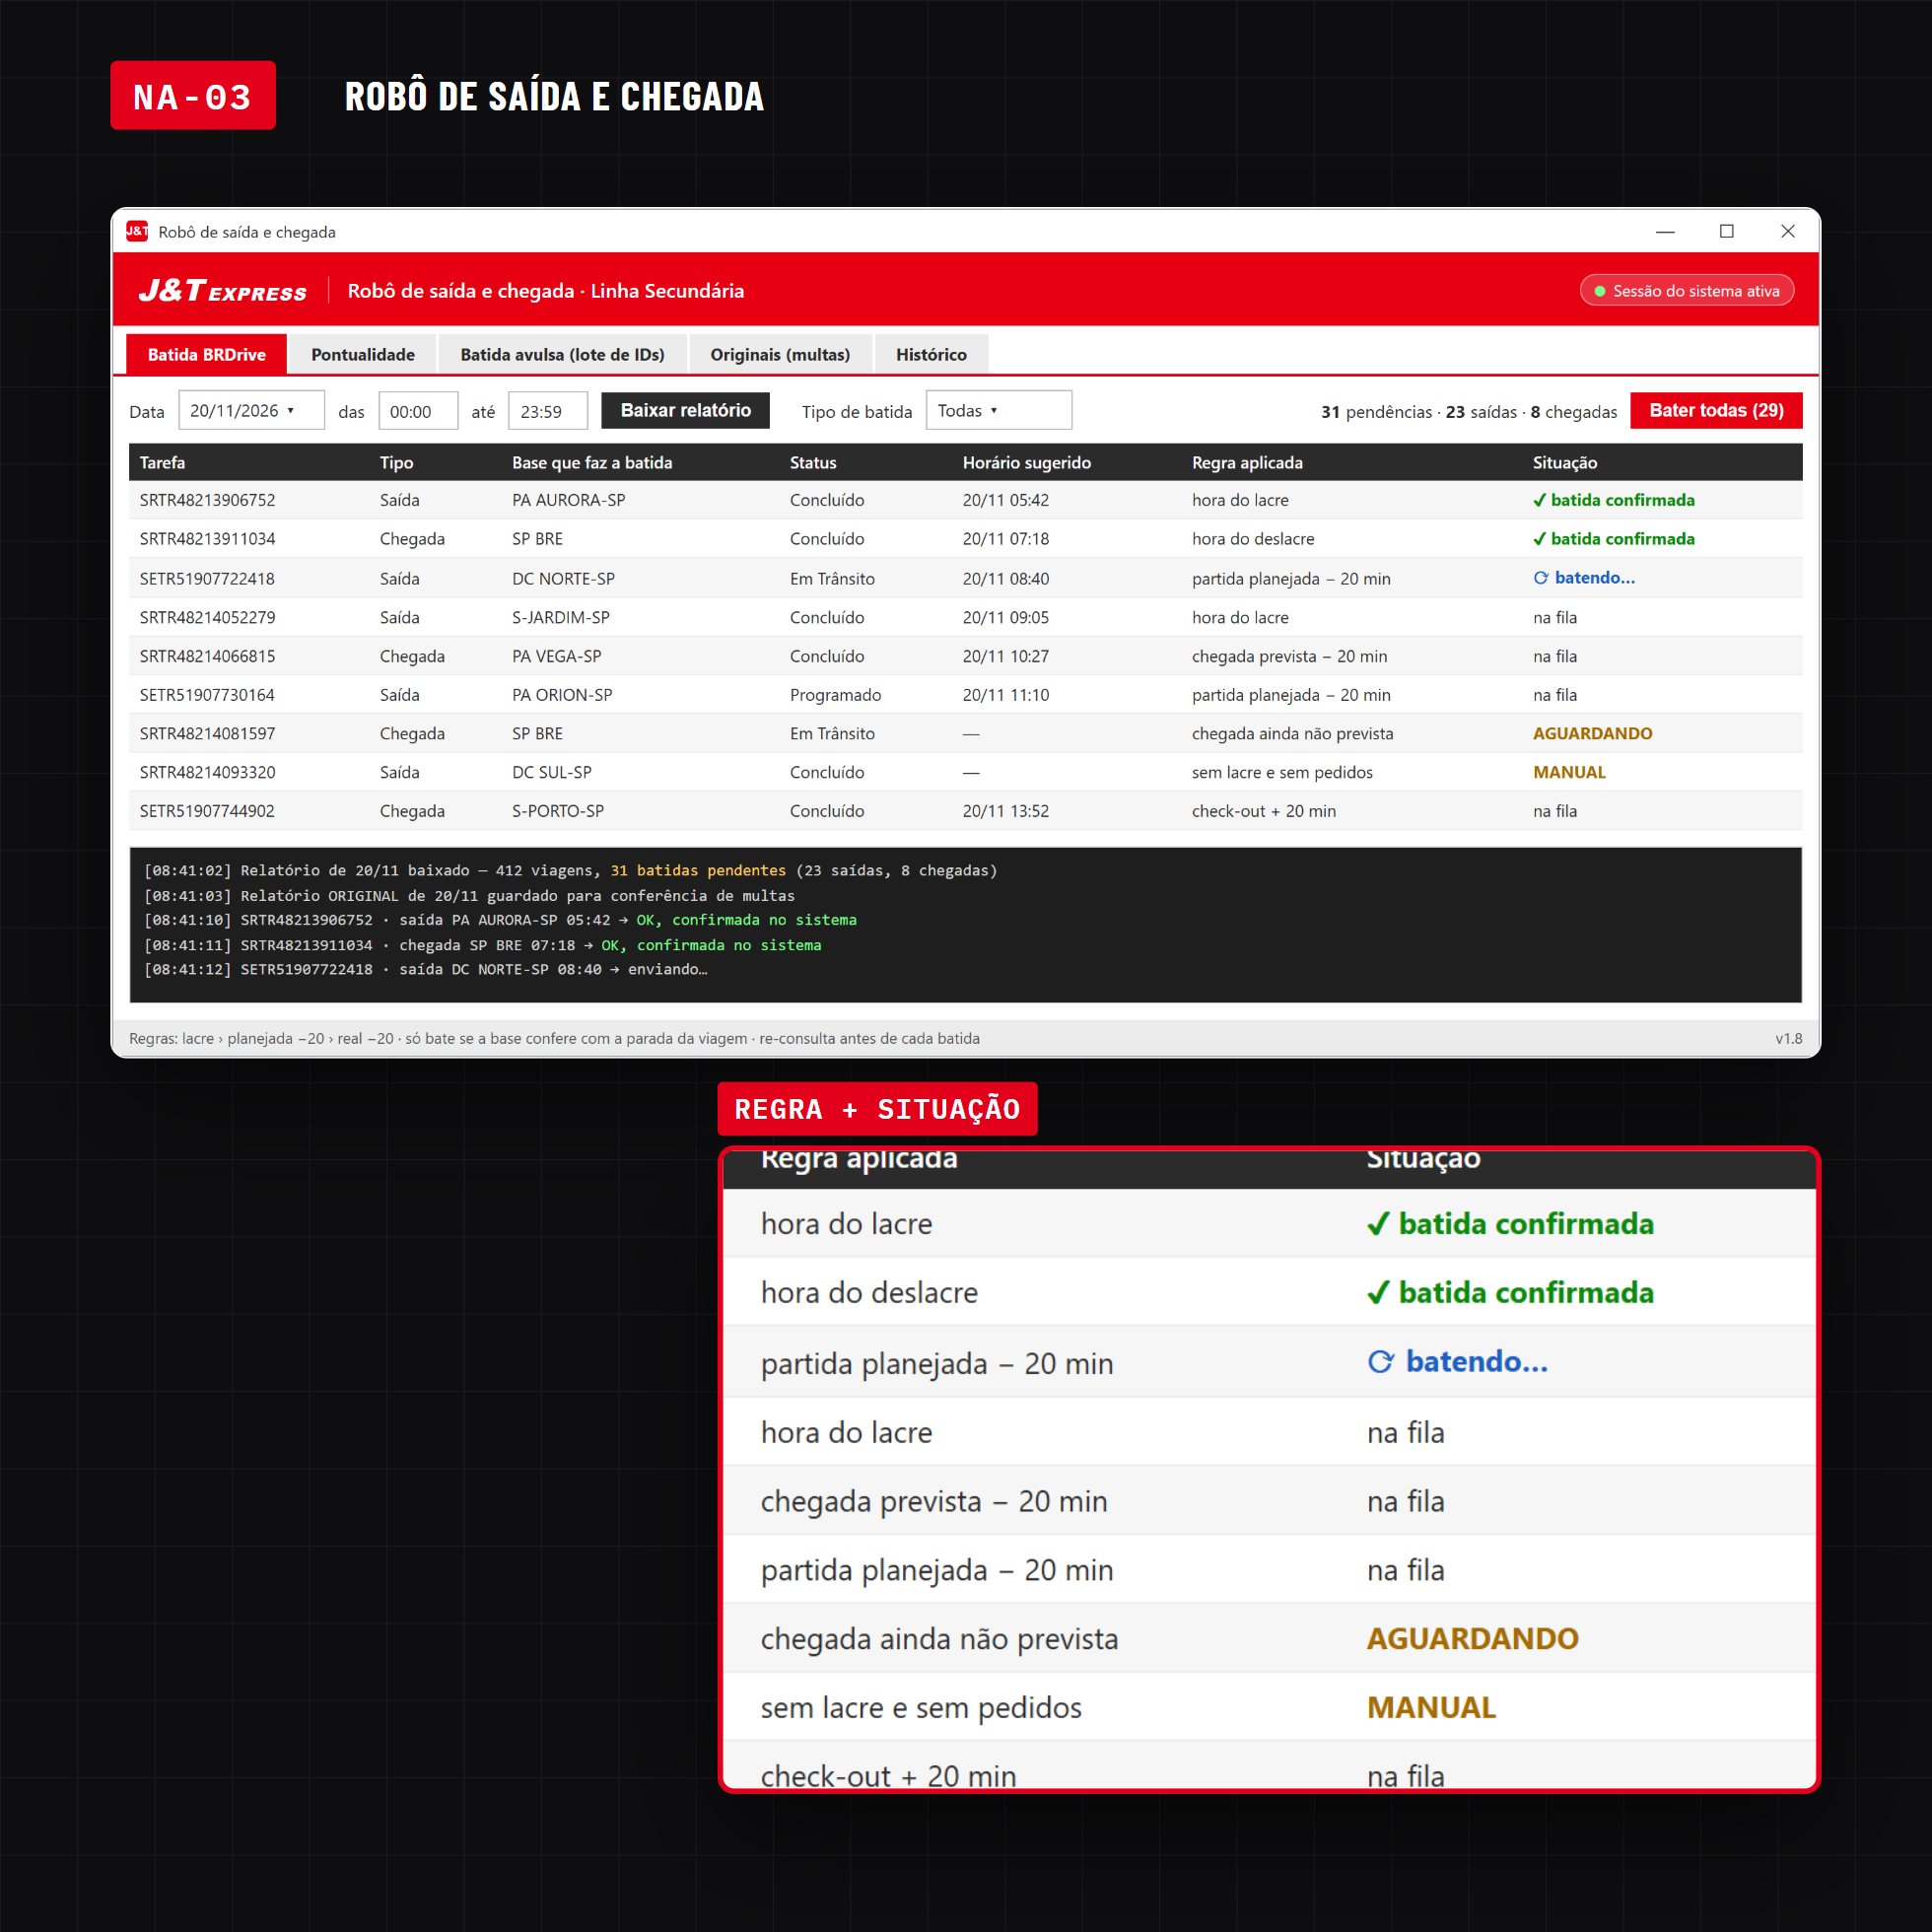 NA-03 ROBÔ DE SAÍDA E CHEGADA
J&T Robô de saída e chegada
J&T EXPRESS Robô de saída e chegada · Linha Secundária Sessão do sistema ativa
Batida BRDrive Pontualidade Batida avulsa (lote de IDs) Originais (multas) Histórico
Data 20/11/2026 das 00:00 até 23:59 Baixar relatório Tipo de batida Todas 31 pendências · 23 saídas · 8 chegadas Bater todas (29)
Tarefa Tipo Base que faz a batida Status Horário sugerido Regra aplicada Situação
SRTR48213906752 Saída PA AURORA-SP Concluído 20/11 05:42 hora do lacre ✓ batida confirmada
SRTR48213911034 Chegada SP BRE Concluído 20/11 07:18 hora do deslacre ✓ batida confirmada
SETR51907722418 Saída DC NORTE-SP Em Trânsito 20/11 08:40 partida planejada − 20 min ⟳ batendo...
SRTR48214052279 Saída S-JARDIM-SP Concluído 20/11 09:05 hora do lacre na fila
SRTR48214066815 Chegada PA VEGA-SP Concluído 20/11 10:27 chegada prevista − 20 min na fila
SETR51907730164 Saída PA ORION-SP Programado 20/11 11:10 partida planejada − 20 min na fila
SRTR48214081597 Chegada SP BRE Em Trânsito — chegada ainda não prevista AGUARDANDO
SRTR48214093320 Saída DC SUL-SP Concluído — sem lacre e sem pedidos MANUAL
SETR51907744902 Chegada S-PORTO-SP Concluído 20/11 13:52 check-out + 20 min na fila
[08:41:02] Relatório de 20/11 baixado — 412 viagens, 31 batidas pendentes (23 saídas, 8 chegadas)
[08:41:03] Relatório ORIGINAL de 20/11 guardado para conferência de multas
[08:41:10] SRTR48213906752 · saída PA AURORA-SP 05:42 → OK, confirmada no sistema
[08:41:11] SRTR48213911034 · chegada SP BRE 07:18 → OK, confirmada no sistema
[08:41:12] SETR51907722418 · saída DC NORTE-SP 08:40 → enviando…
Regras: lacre › planejada −20 › real −20 · só bate se a base confere com a parada da viagem · re-consulta antes de cada batida v1.8
REGRA + SITUAÇÃO
Regra aplicada Situação
hora do lacre ✓ batida confirmada
hora do deslacre ✓ batida confirmada
partida planejada − 20 min ⟳ batendo...
hora do lacre na fila
chegada prevista − 20 min na fila
partida planejada − 20 min na fila
chegada ainda não prevista AGUARDANDO
sem lacre e sem pedidos MANUAL
check-out + 20 min na fila